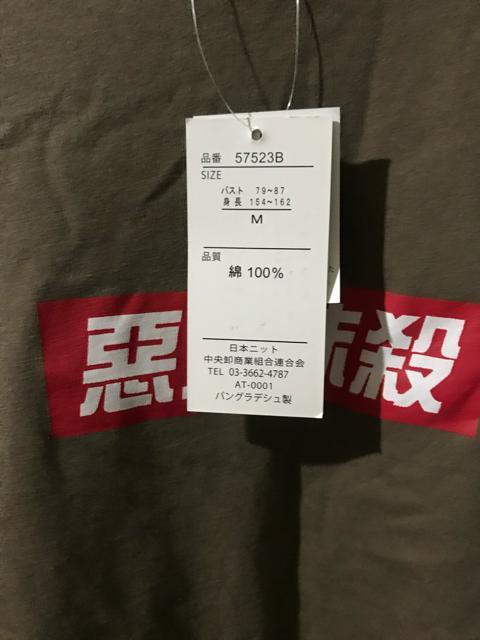 品番 57523B
SIZE
バスト 79~87
身長 154~162
M
品質
綿 100%
日本ニット
中央卸商業組合連合会
TEL 03-3662-4787
AT-0001
バングラデシュ製
惡 殺